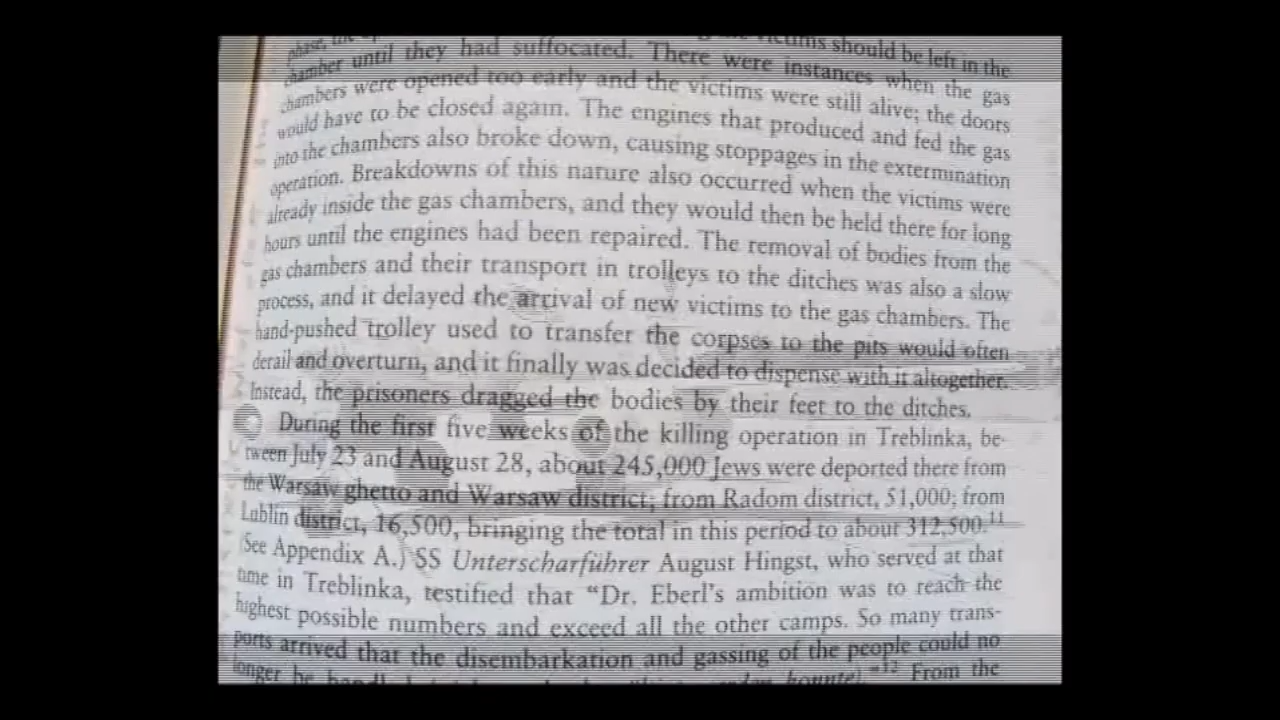 phase, the
victims should be left in the
chamber until they had suffocated. There were instances when the gas
chambers were opened too early and the victims were still alive; the doors
would have to be closed again. The engines that produced and fed the gas
into the chambers also broke down, causing stoppages in the extermination
operation. Breakdowns of this nature also occurred when the victims were
already inside the gas chambers, and they would then be held there for long
hours until the engines had been repaired. The removal of bodies from the
gas chambers and their transport in trolleys to the ditches was also a slow
process, and it delayed the arrival of new victims to the gas chambers. The
hand-pushed trolley used to transfer the corpses to the pits would often
derail and overturn, and it finally was decided to dispense with it altogether.
Instead, the prisoners dragged the bodies by their feet to the ditches.
During the first five weeks of the killing operation in Treblinka, be-
tween July 23 and August 28, about 245,000 Jews were deported there from
the Warsaw ghetto and Warsaw district; from Radom district, 51,000; from
Lublin district, 16,500, bringing the total in this period to about 312,500.11
(See Appendix A.) SS Unterscharführer August Hingst, who served at that
time in Treblinka, testified that “Dr. Eberl’s ambition was to reach the
highest possible numbers and exceed all the other camps. So many trans-
ports arrived that the disembarkation and gassing of the people could no
longer be From the